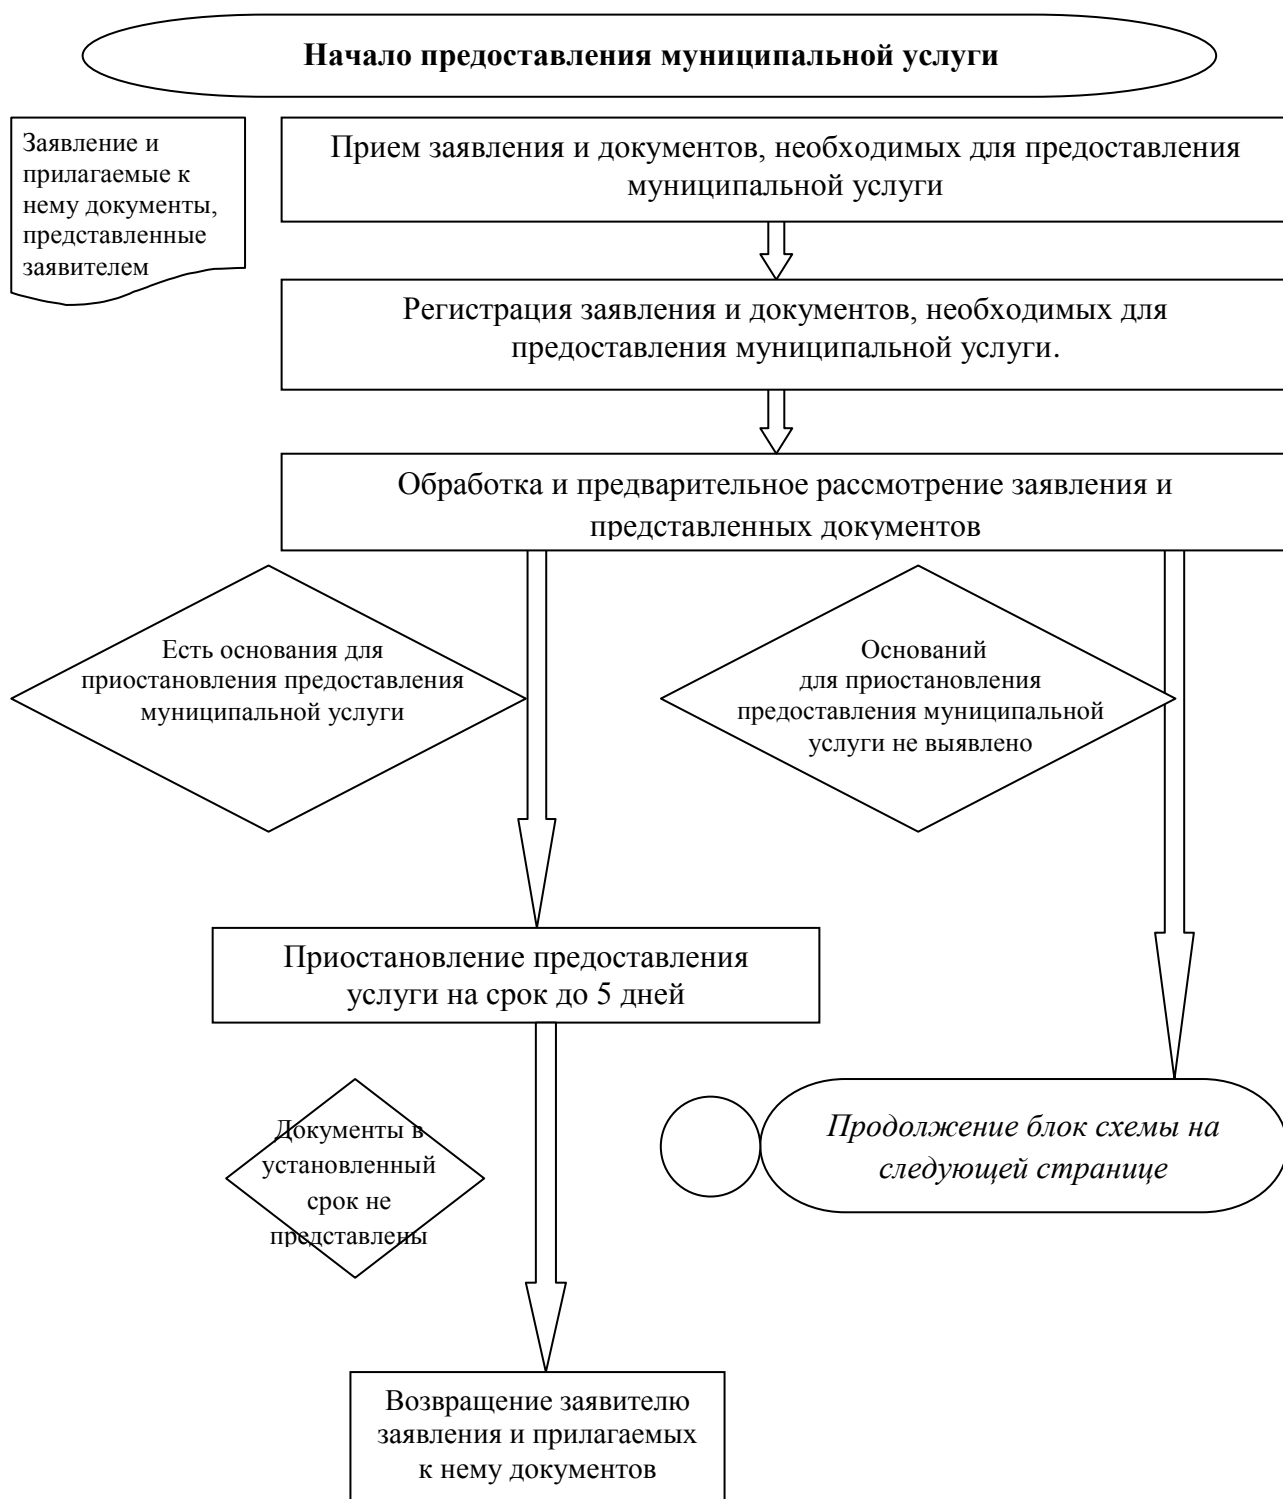 Начало предоставления муниципальной услуги
Заявление и
прилагаемые к
нему документы,
представленные
заявителем
Прием заявления и документов, необходимых для предоставления
муниципальной услуги
Регистрация заявления и документов, необходимых для
предоставления муниципальной услуги.
Обработка и предварительное рассмотрение заявления и
представленных документов
Есть основания для
приостановления предоставления
муниципальной услуги
Оснований
для приостановления
предоставления муниципальной
услуги не выявлено
Приостановление предоставления
услуги на срок до 5 дней
Документы в
установленный
срок не
представлены
Продолжение блок схемы на
следующей странице
Возвращение заявителю
заявления и прилагаемых
к нему документов